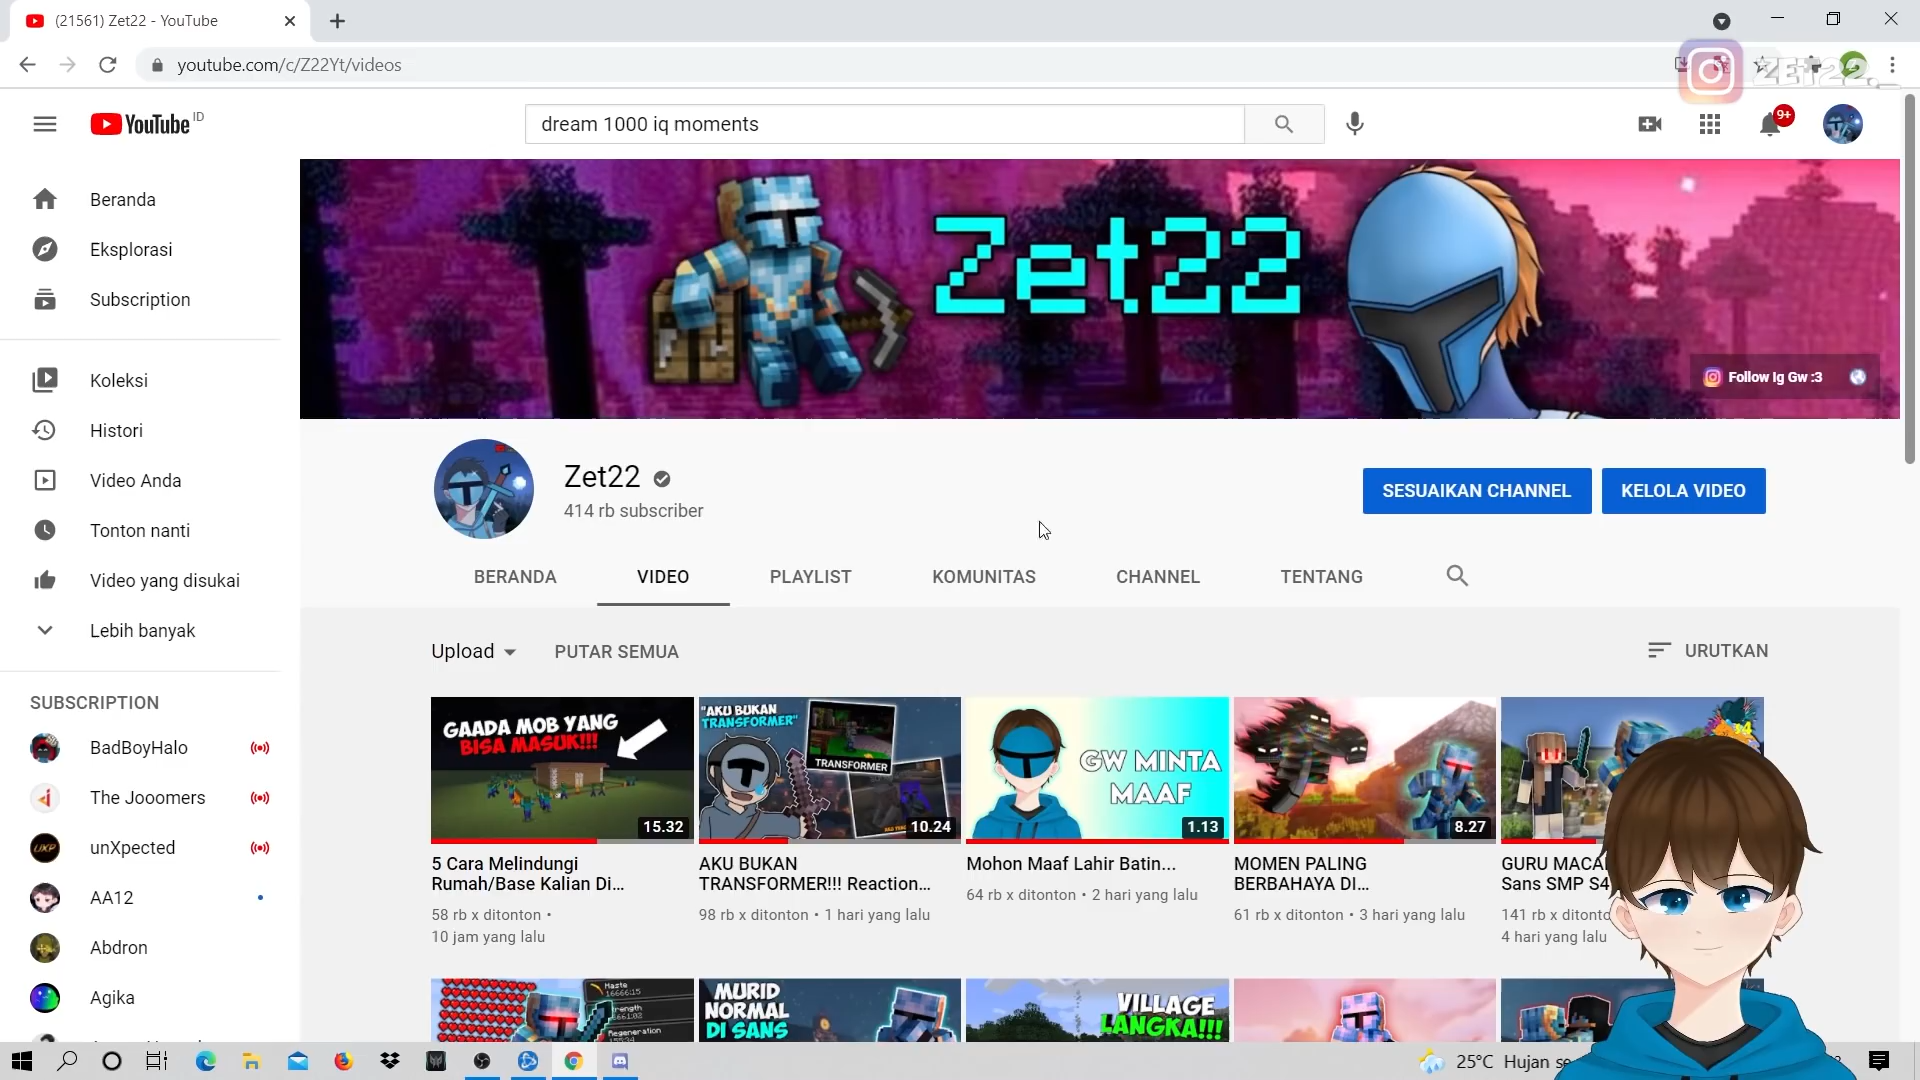 (21561) Zet22 - YouTube
youtube.com/c/Z22Yt/videos
ZET22._
YouTube ID
dream 1000 iq moments
9+
Beranda
Eksplorasi
Subscription
Koleksi
Histori
Video Anda
Tonton nanti
Video yang disukai
Lebih banyak
SUBSCRIPTION
BadBoyHalo
The Jooomers
unXpected
AA12
Abdron
Agika
Zet22
Follow Ig Gw :3
Zet22
414 rb subscriber
SESUAIKAN CHANNEL
KELOLA VIDEO
BERANDA
VIDEO
PLAYLIST
KOMUNITAS
CHANNEL
TENTANG
Upload
PUTAR SEMUA
URUTKAN
GAADA MOB YANG
BISA MASUK!!!
15.32
5 Cara Melindungi
Rumah/Base Kalian Di...
58 rb x ditonton •
10 jam yang lalu
"AKU BUKAN
TRANSFORMER"
TRANSFORMER
10.24
AKU BUKAN
TRANSFORMER!!! Reaction...
98 rb x ditonton • 1 hari yang lalu
GW MINTA
MAAF
1.13
Mohon Maaf Lahir Batin...
64 rb x ditonton • 2 hari yang lalu
8.27
MOMEN PALING
BERBAHAYA DI...
61 rb x ditonton • 3 hari yang lalu
GURU MACA
Sans SMP S4
141 rb x ditonto
4 hari yang lalu
Haste
Regeneration
MURID
NORMAL
DI SANS
VILLAGE
LANGKA!!!
25°C Hujan se